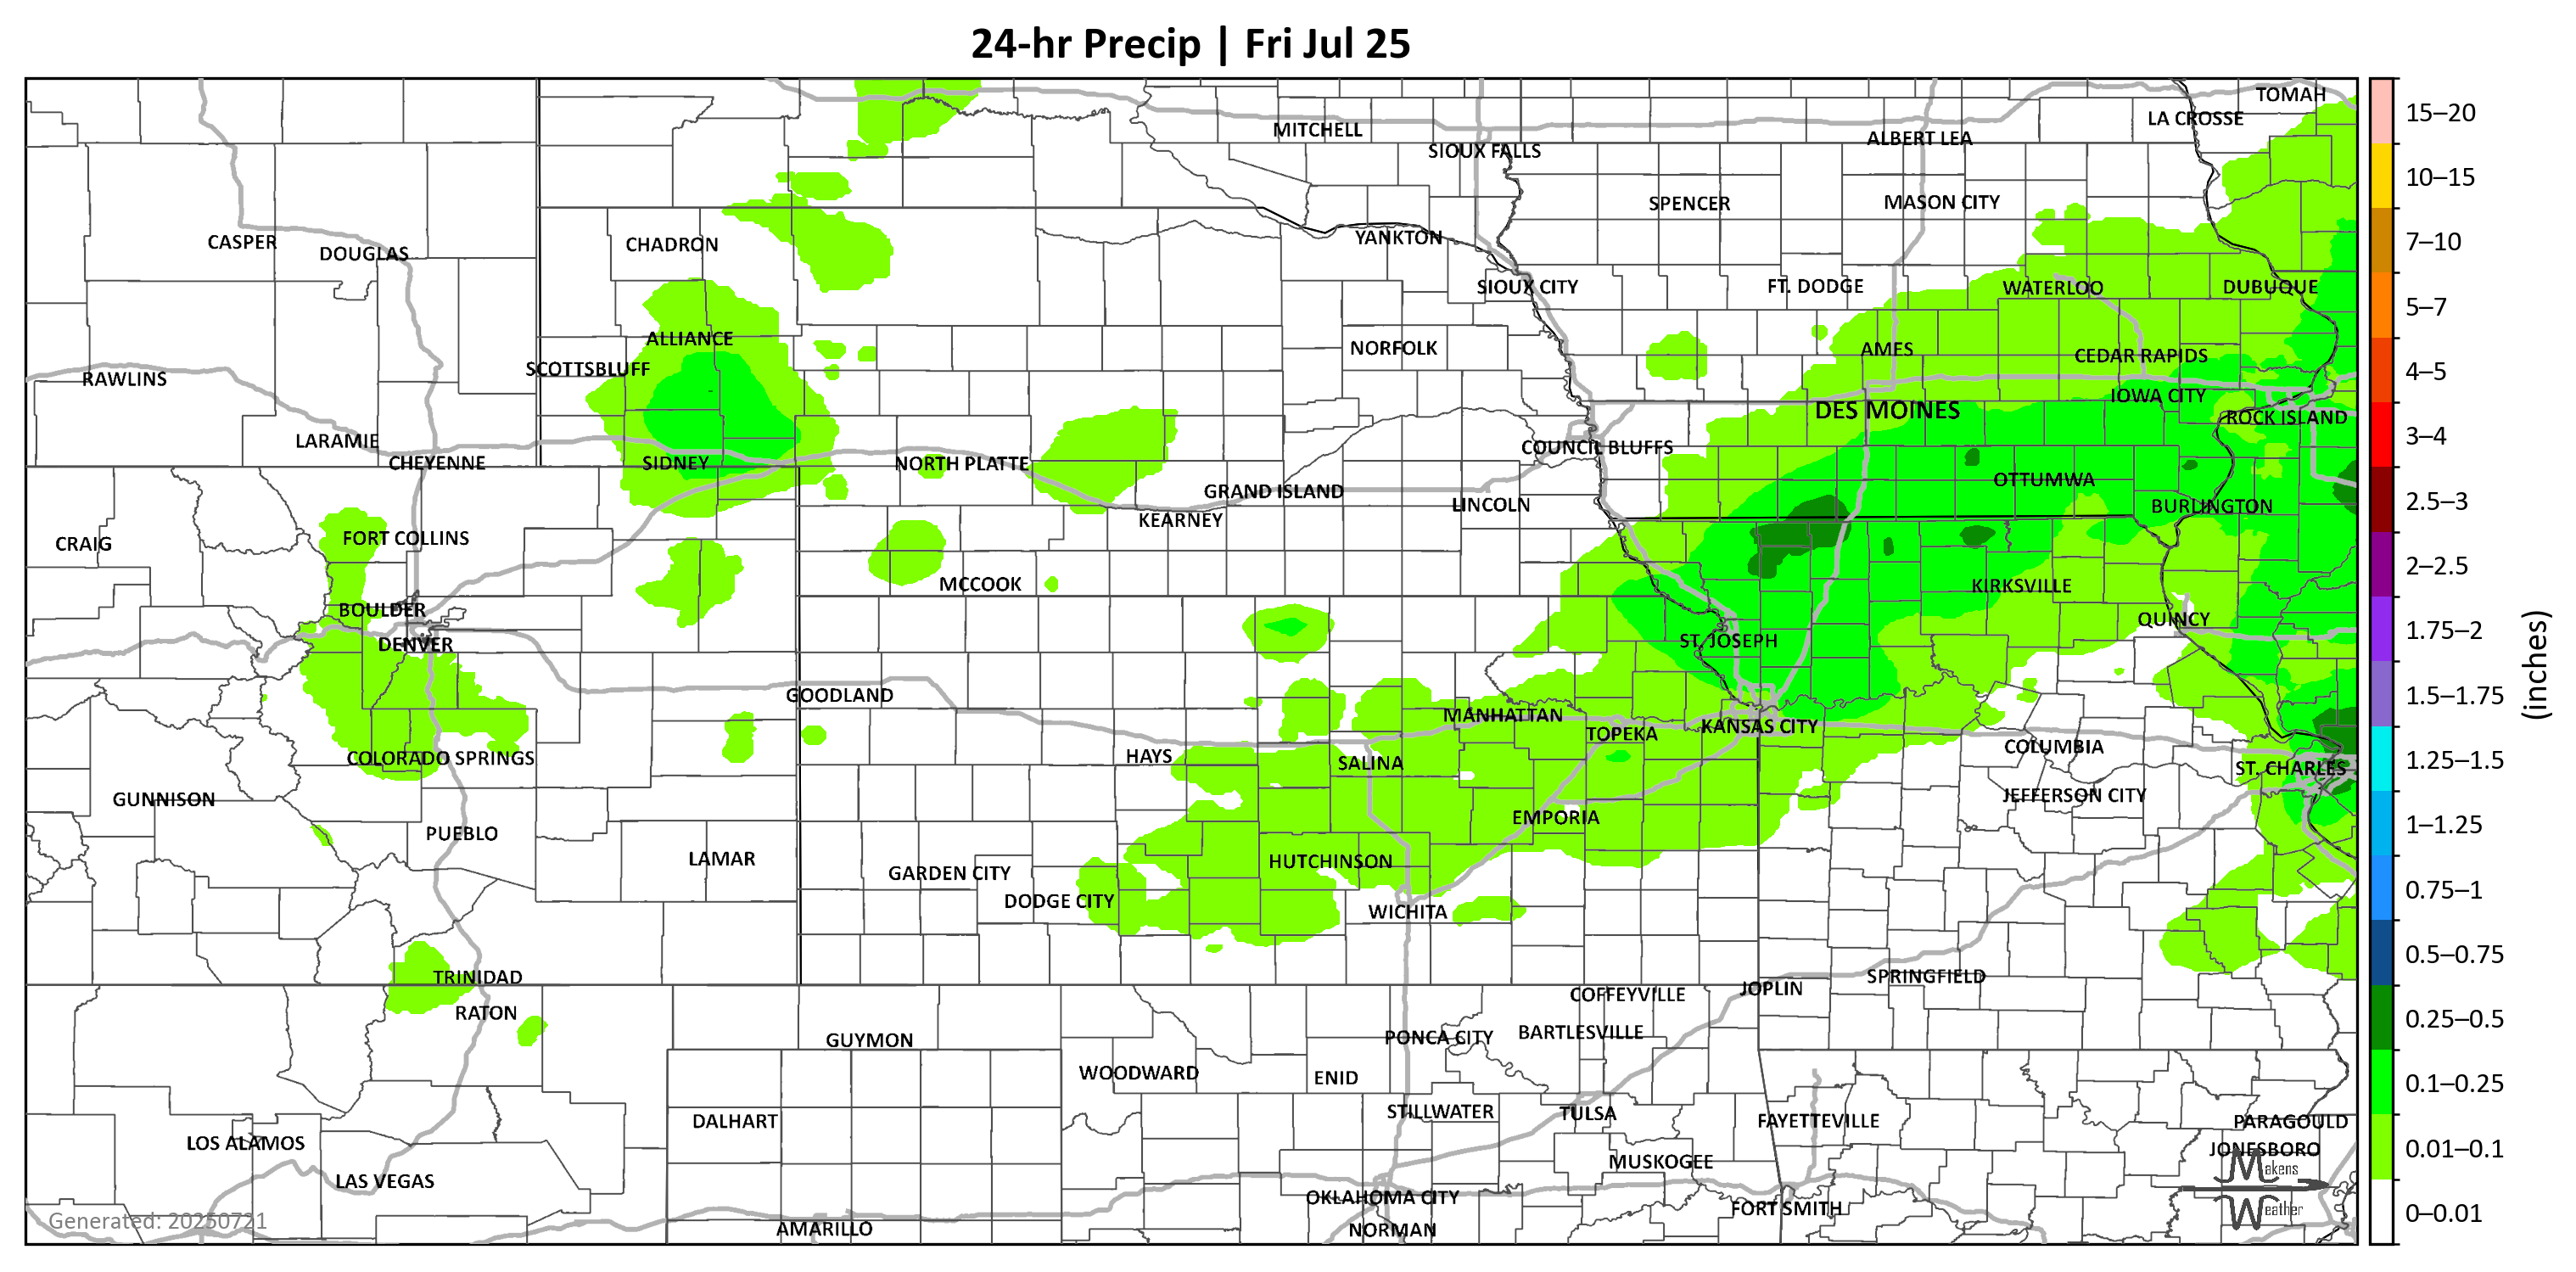 24-hr Precip | Fri Jul 25
TOMAH
LA CROSSE
MITCHELL
ALBERT LEA
SIOUX FALLS
SPENCER
MASON CITY
CASPER
DOUGLAS
CHADRON
YANKTON
SIOUX CITY
FT. DODGE
WATERLOO
DUBUQUE
ALLIANCE
NORFOLK
AMES
CEDAR RAPIDS
SCOTTSBLUFF
RAWLINS
IOWA CITY
DES MOINES
ROCK ISLAND
LARAMIE
COUNCIL BLUFFS
CHEYENNE
SIDNEY
NORTH PLATTE
OTTUMWA
GRAND ISLAND
LINCOLN
BURLINGTON
KEARNEY
CRAIG
FORT COLLINS
MCCOOK
KIRKSVILLE
BOULDER
QUINCY
DENVER
ST. JOSEPH
GOODLAND
MANHATTAN
TOPEKA
KANSAS CITY
COLUMBIA
COLORADO SPRINGS
HAYS
SALINA
ST. CHARLES
GUNNISON
JEFFERSON CITY
EMPORIA
PUEBLO
LAMAR
HUTCHINSON
GARDEN CITY
DODGE CITY
WICHITA
TRINIDAD
SPRINGFIELD
JOPLIN
COFFEYVILLE
RATON
GUYMON
PONCA CITY
BARTLESVILLE
WOODWARD
ENID
STILLWATER
TULSA
DALHART
FAYETTEVILLE
PARAGOULD
LOS ALAMOS
JONESBORO
MUSKOGEE
LAS VEGAS
OKLAHOMA CITY
FORT SMITH
AMARILLO
NORMAN
Generated: 20250721
Makens
Weather
15–20
10–15
7–10
5–7
4–5
3–4
2.5–3
2–2.5
1.75–2
1.5–1.75
1.25–1.5
1–1.25
0.75–1
0.5–0.75
0.25–0.5
0.1–0.25
0.01–0.1
0–0.01
(inches)